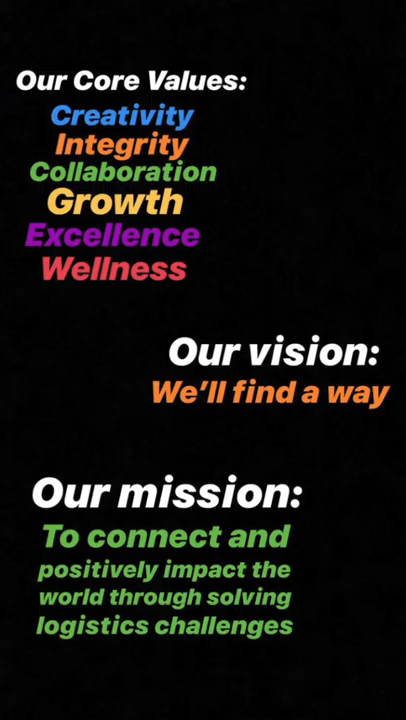 Our Core Values:
Creativity
Integrity
Collaboration
Growth
Excellence
Wellness
Our vision:
We'll find a way
Our mission:
To connect and
positively impact the
world through solving
logistics challenges